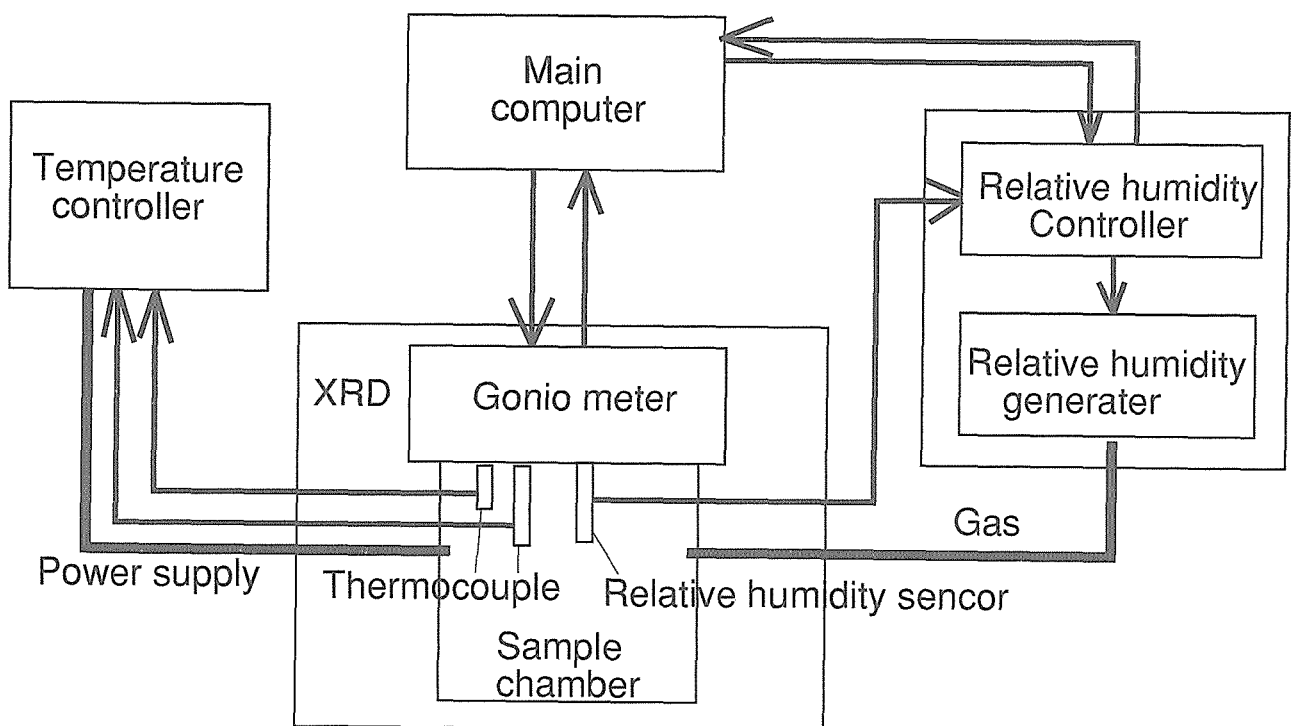 Main
computer
Temperature
controller
Relative humidity
Controller
Relative humidity
generater
XRD
Gonio meter
Gas
Power supply
Thermocouple
Relative humidity sencor
Sample
chamber